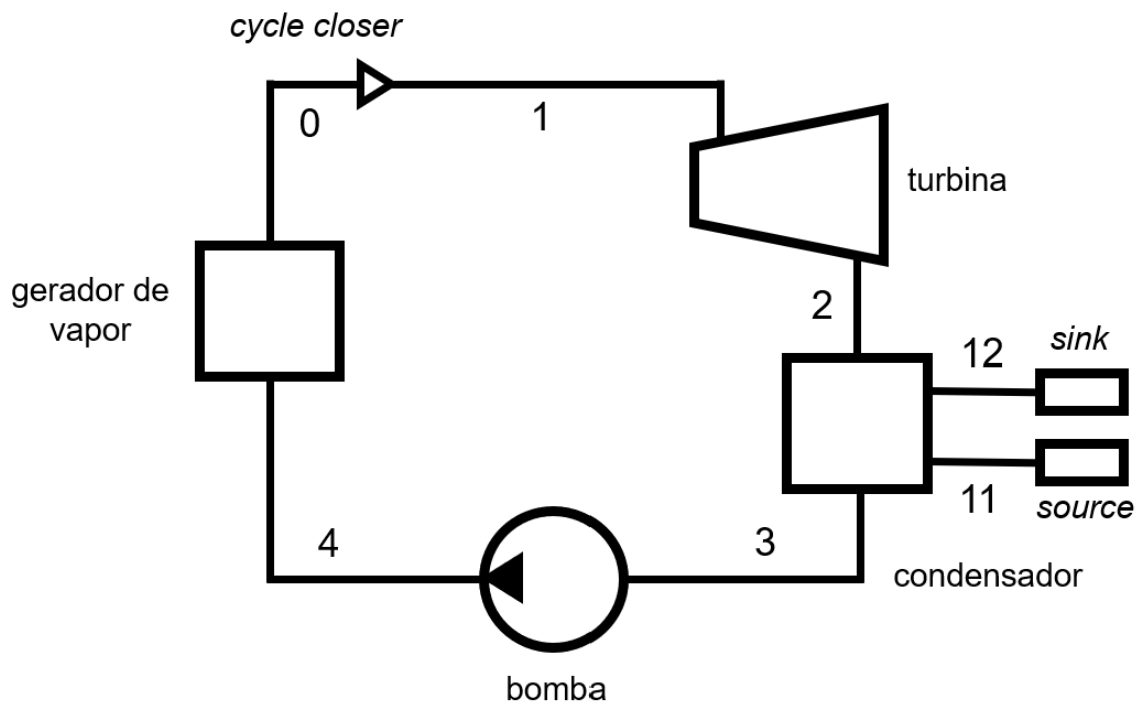 cycle closer
0
1
turbina
gerador de
vapor
2
12
sink
11
source
4
3
condensador
bomba